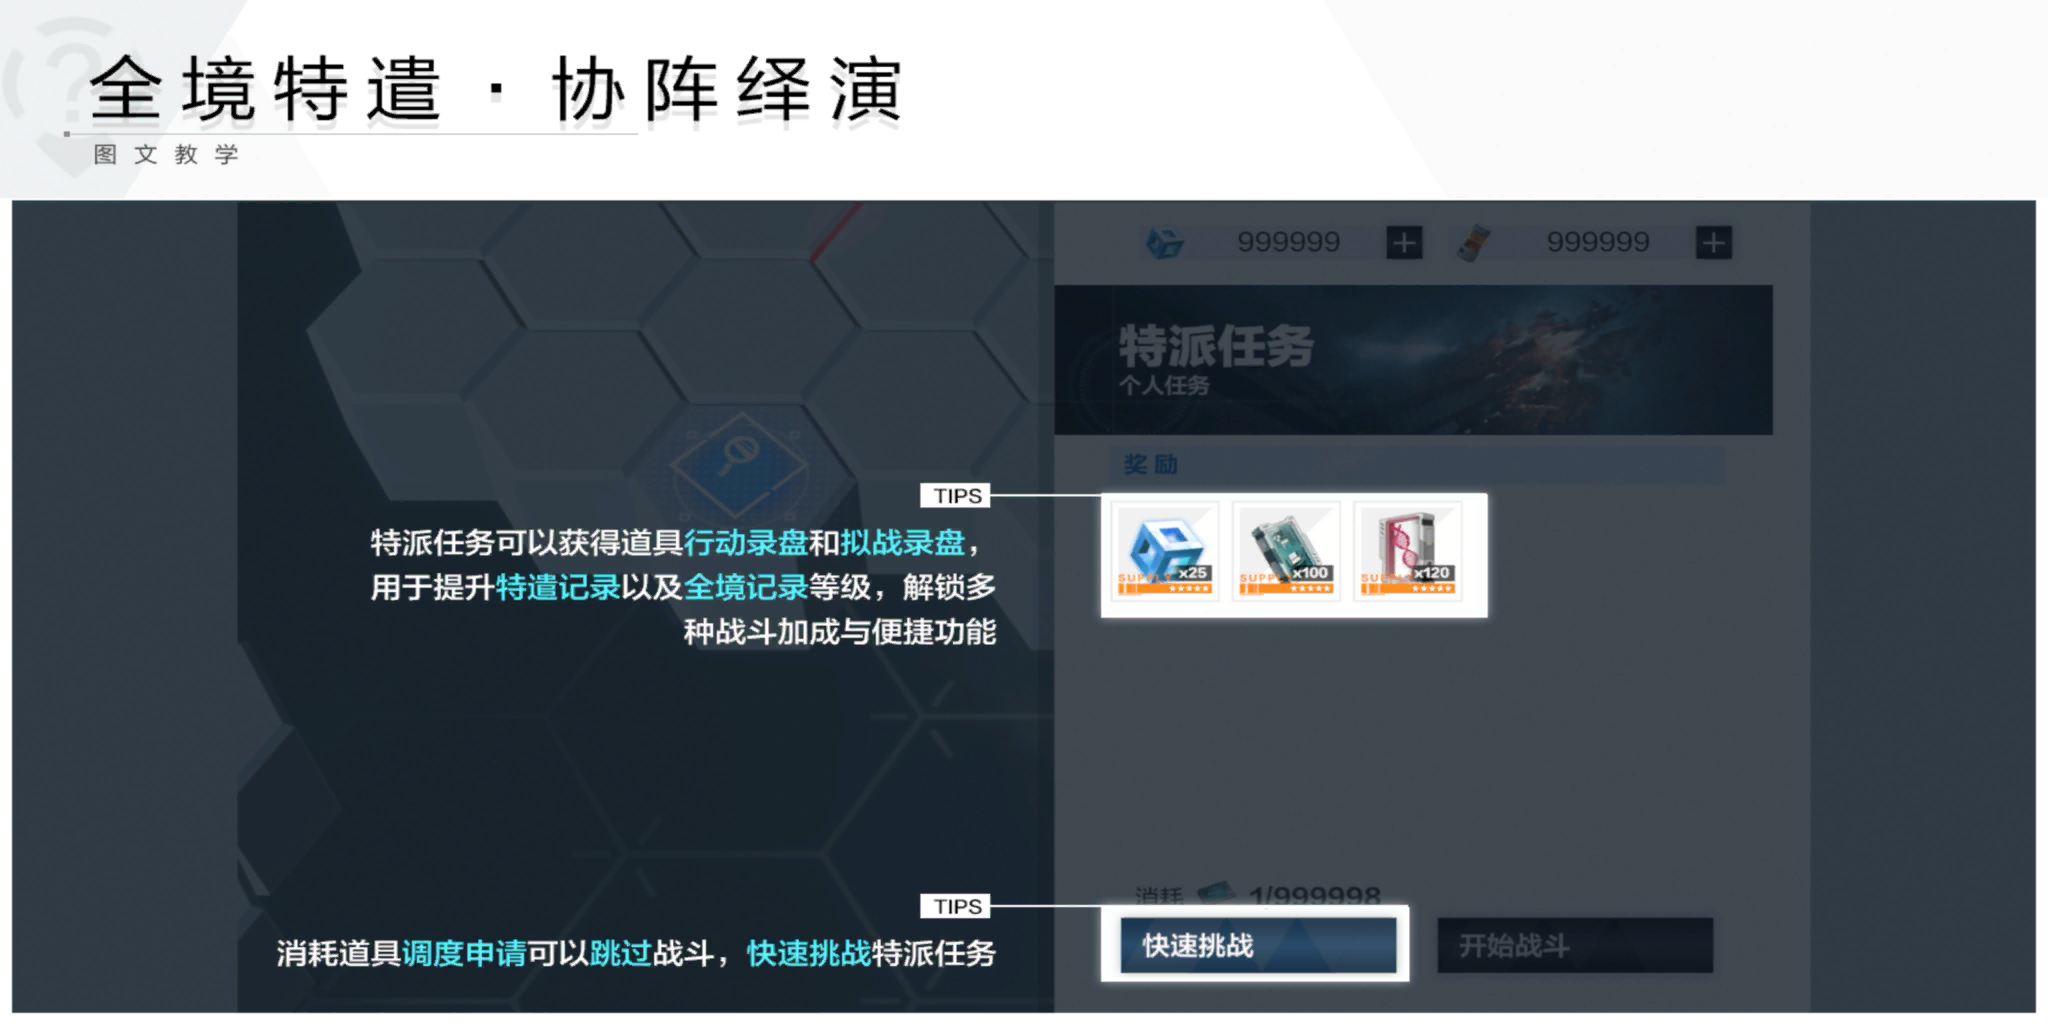 全境特遣 · 协阵绎演
图文教学
999999
999999
特派任务
个人任务
奖励
TIPS
特派任务可以获得道具行动录盘和拟战录盘，
用于提升特遣记录以及全境记录等级，解锁多
种战斗加成与便捷功能
x25
x100
x120
消耗 1/999998
TIPS
消耗道具调度申请可以跳过战斗，快速挑战特派任务
快速挑战
开始战斗